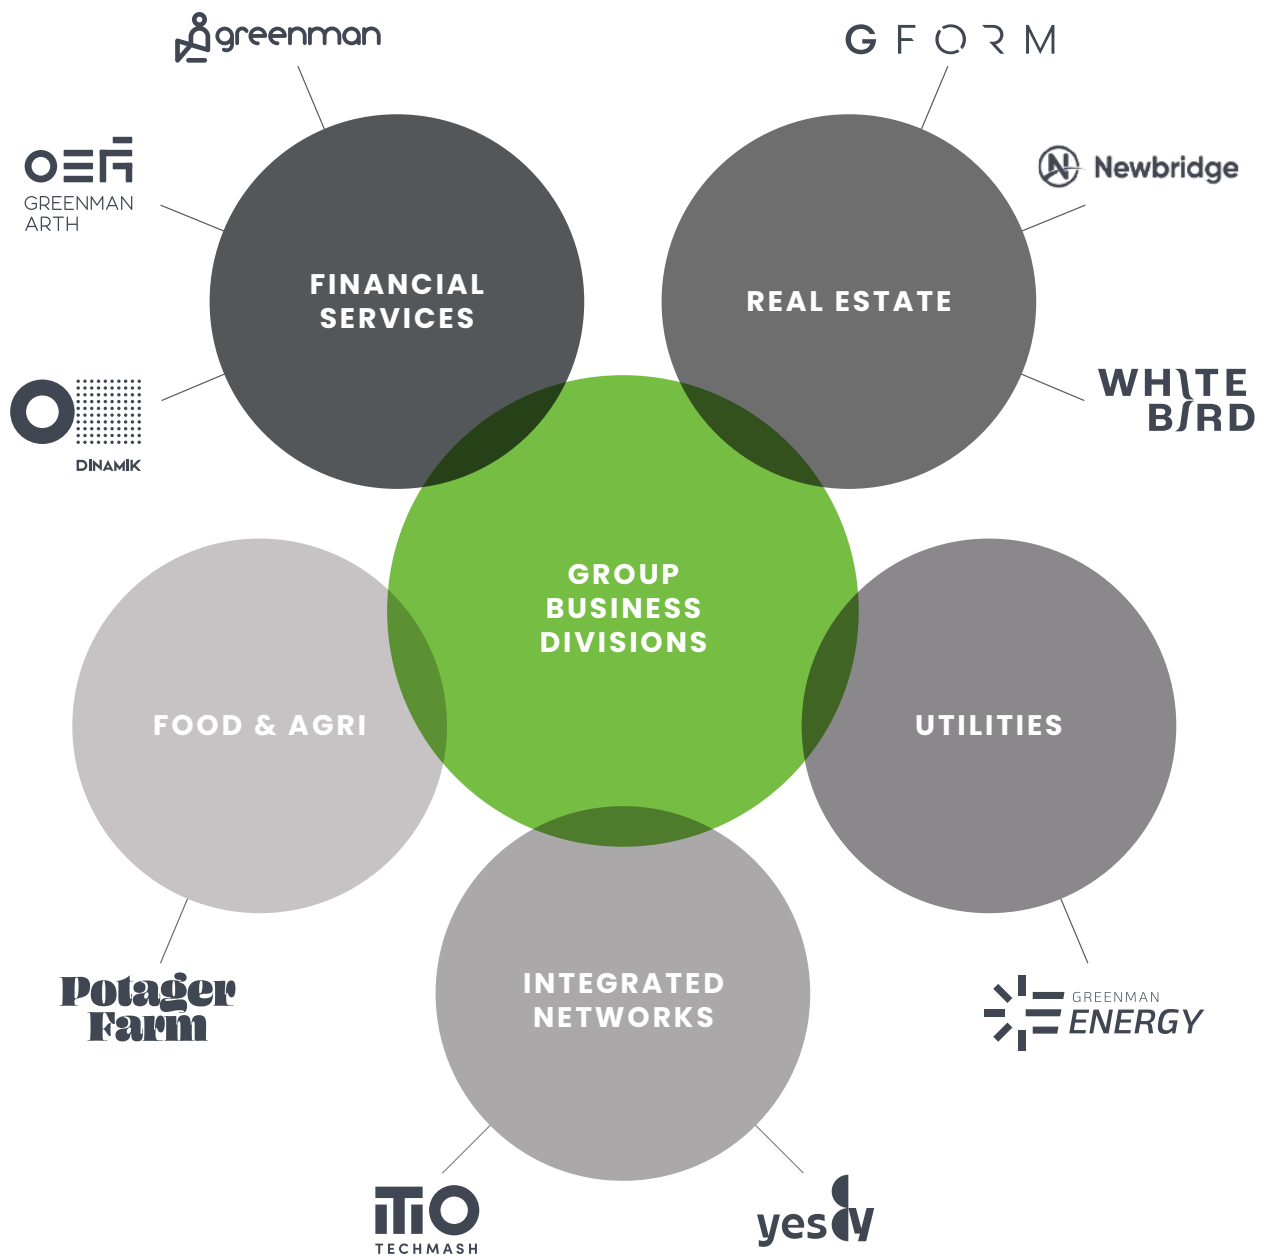 greenman
GFORM
OEFA
GREENMAN
ARTH
Newbridge
FINANCIAL
SERVICES
REAL ESTATE
WHITE
BIRD
DINAMIK
GROUP
BUSINESS
DIVISIONS
FOOD & AGRI
UTILITIES
Potager
Farm
INTEGRATED
NETWORKS
GREENMAN
ENERGY
iTiO
TECHMASH
yes